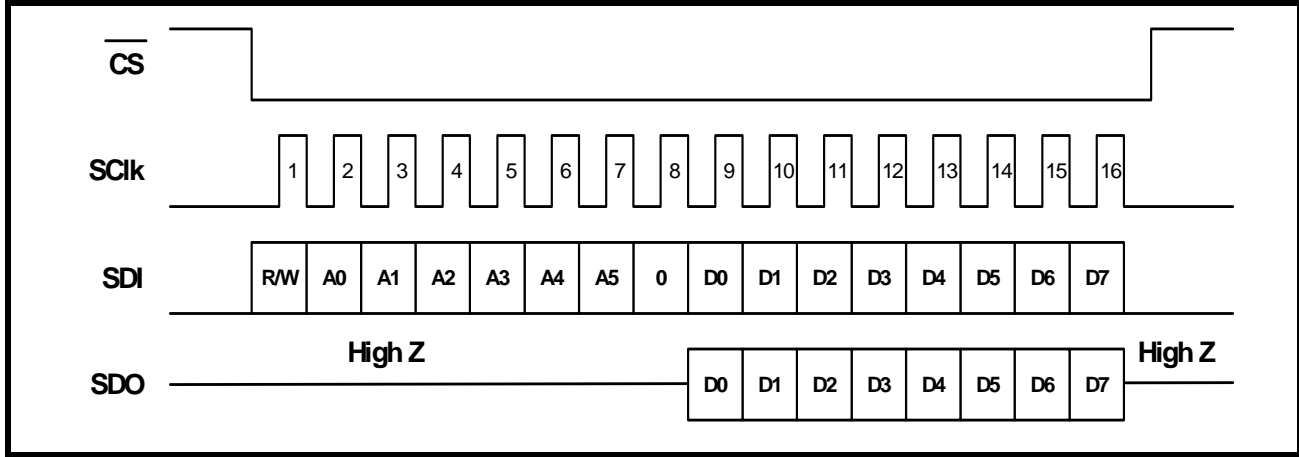 CS
SClk 1 2 3 4 5 6 7 8 9 10 11 12 13 14 15 16
SDI R/W A0 A1 A2 A3 A4 A5 0 D0 D1 D2 D3 D4 D5 D6 D7
High Z High Z
SDO D0 D1 D2 D3 D4 D5 D6 D7